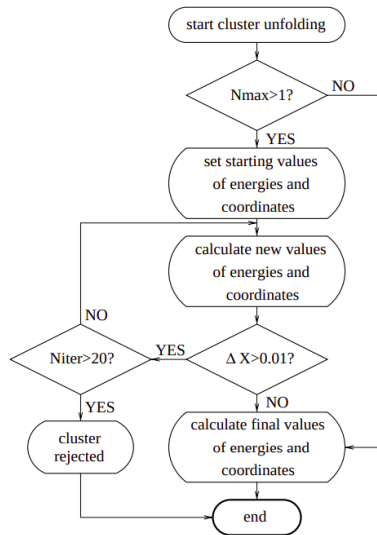 start cluster unfolding
Nmax>1?
NO
YES
set starting values
of energies and
coordinates
calculate new values
of energies and
coordinates
NO
Niter>20?
YES
Δ X>0.01?
YES
NO
cluster
rejected
calculate final values
of energies and
coordinates
end